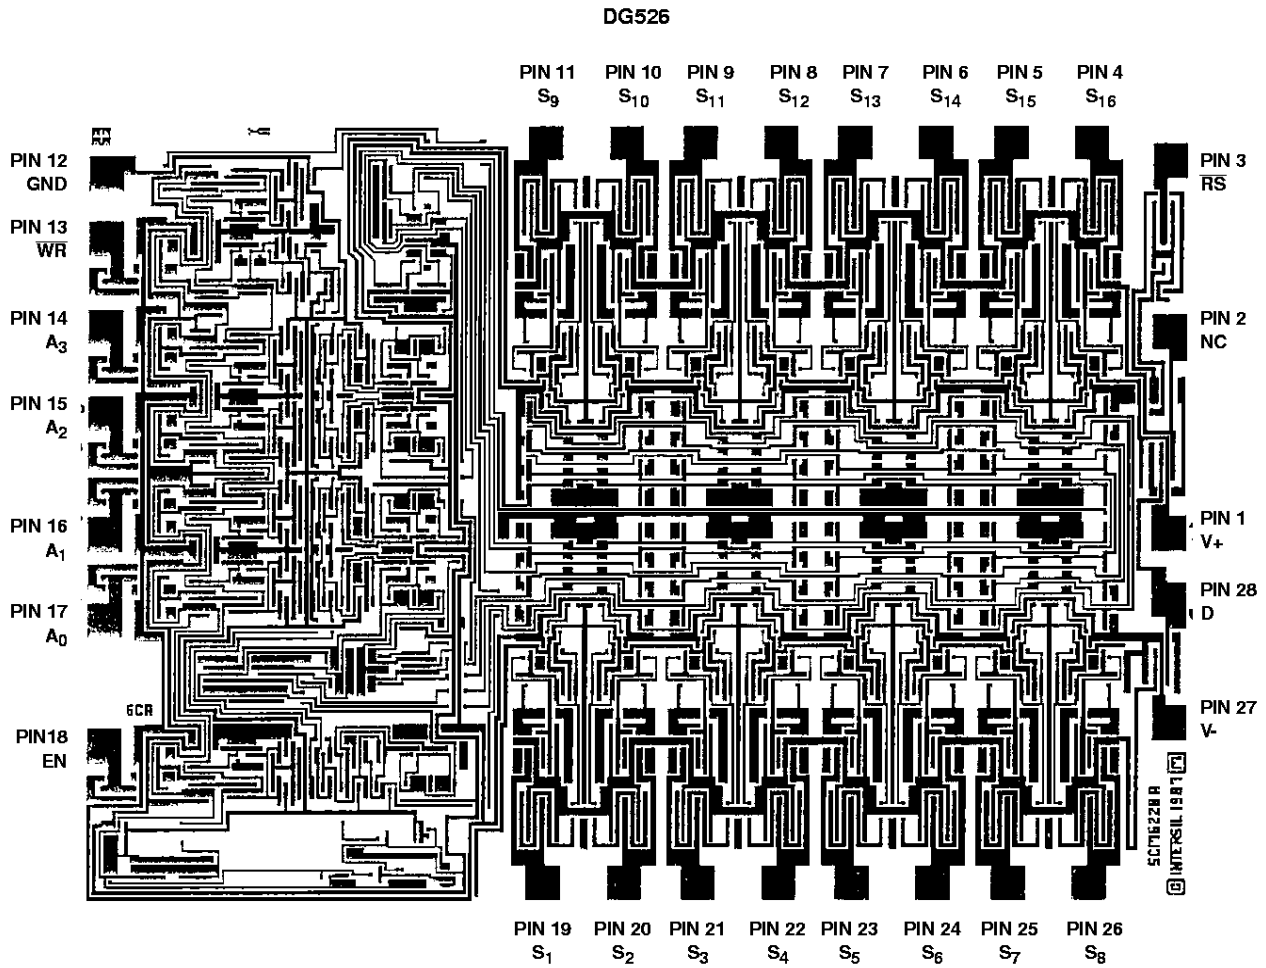 DG526
PIN 11 PIN 10 PIN 9 PIN 8 PIN 7 PIN 6 PIN 5 PIN 4
S9 S10 S11 S12 S13 S14 S15 S16
PIN 12
GND
PIN 13
WR
PIN 14
A3
PIN 15
A2
PIN 16
A1
PIN 17
A0
6CR
PIN18
EN
PIN 3
RS
PIN 2
NC
PIN 1
V+
PIN 28
D
PIN 27
V-
SCM6228A
© INTERSIL 1987 M
PIN 19 PIN 20 PIN 21 PIN 22 PIN 23 PIN 24 PIN 25 PIN 26
S1 S2 S3 S4 S5 S6 S7 S8